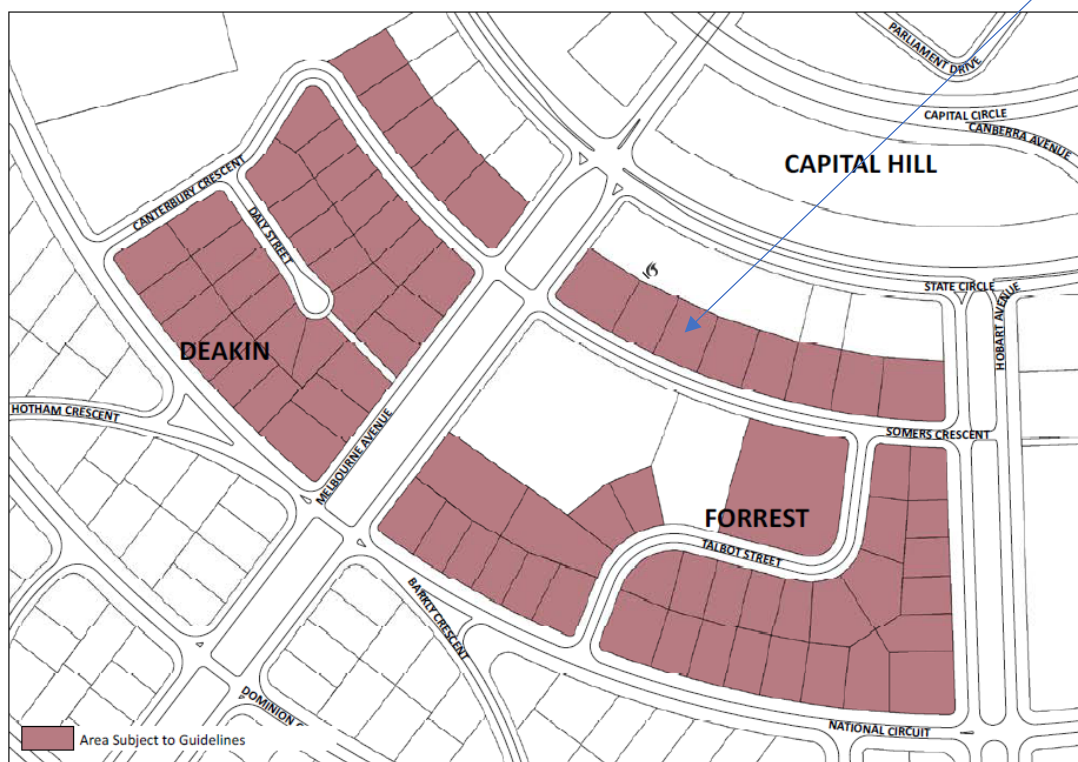 PARLIAMENT DRIVE
CAPITAL CIRCLE
CANBERRA AVENUE
CAPITAL HILL
CANTERBURY CRESCENT
DALY STREET
STATE CIRCLE
HOBART AVENUE
DEAKIN
HOTHAM CRESCENT
MELBOURNE AVENUE
SOMERS CRESCENT
FORREST
TALBOT STREET
BARKLY CRESCENT
DOMINION
NATIONAL CIRCUIT
Area Subject to Guidelines